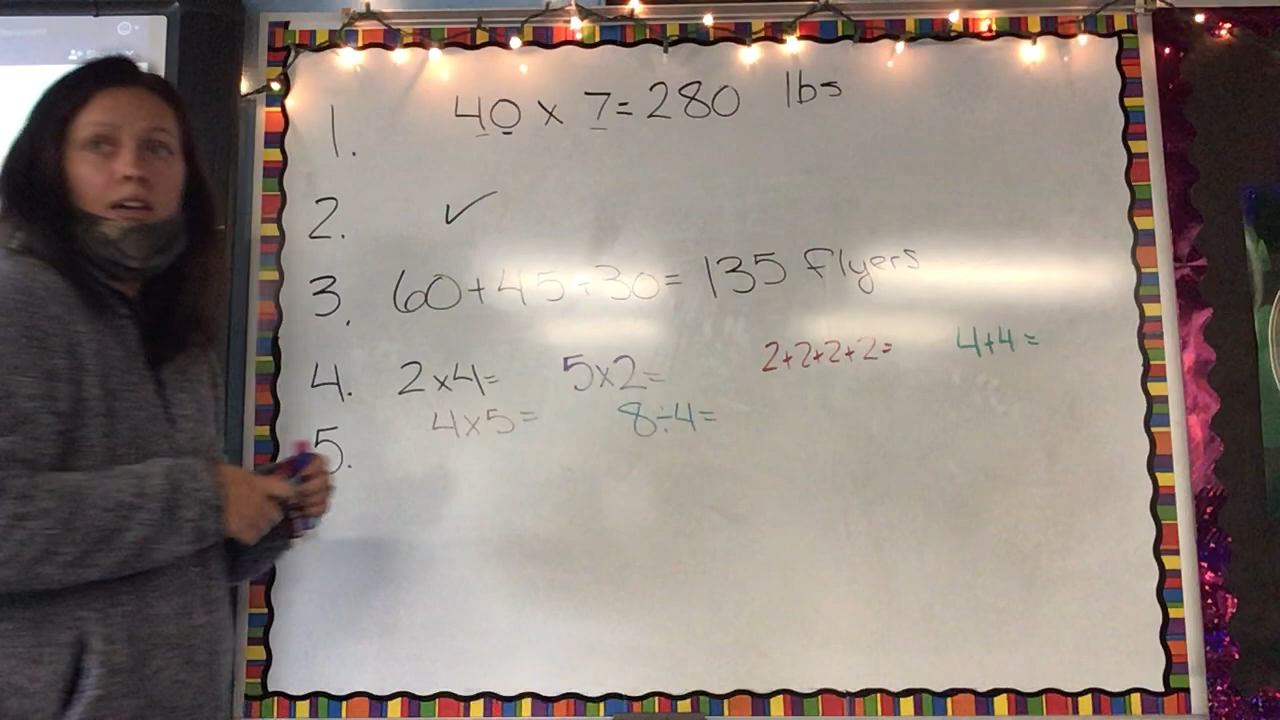 1. 40 x 7 = 280 lbs
2. ✓
3. 60 + 45 + 30 = 135 flyers
4. 2x4= 5x2= 2+2+2+2= 4+4=
4x5= 8÷4=
5.